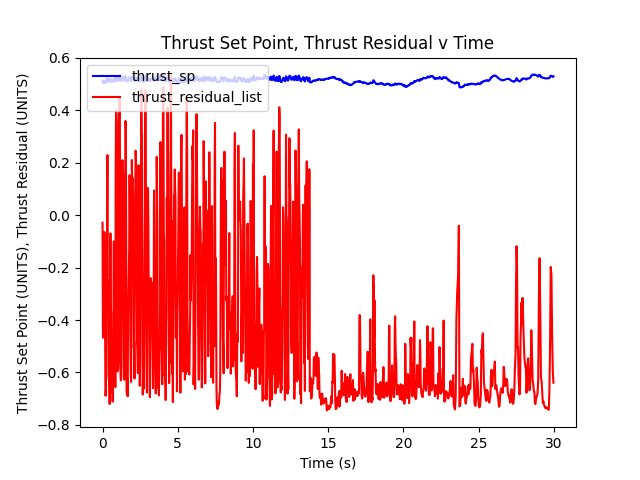 Thrust Set Point, Thrust Residual v Time
thrust_sp
thrust_residual_list
Thrust Set Point (UNITS), Thrust Residual (UNITS)
0.6
0.4
0.2
0.0
−0.2
−0.4
−0.6
−0.8
0 5 10 15 20 25 30
Time (s)